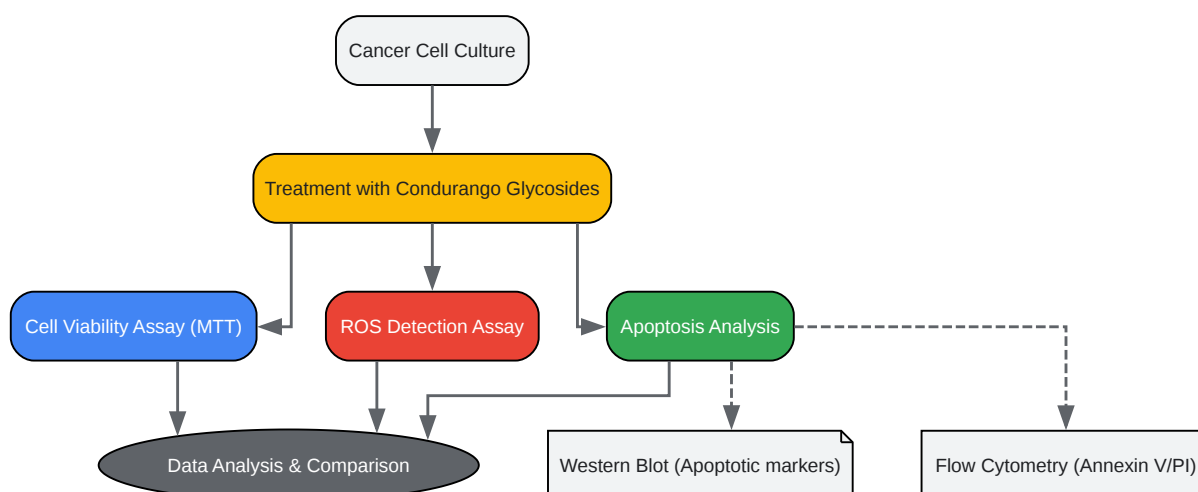 Cancer Cell Culture
Treatment with Condurango Glycosides
Cell Viability Assay (MTT)
ROS Detection Assay
Apoptosis Analysis
Data Analysis & Comparison
Western Blot (Apoptotic markers)
Flow Cytometry (Annexin V/PI)